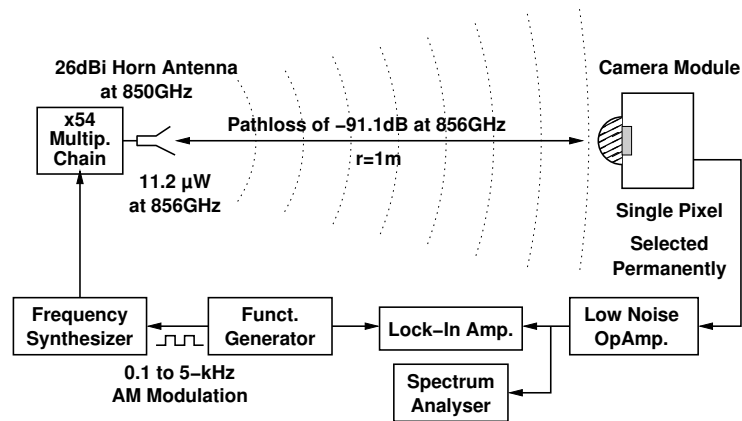 26dBi Horn Antenna
at 850GHz
Camera Module
x54
Multip.
Chain
Pathloss of −91.1dB at 856GHz
r=1m
11.2 µW
at 856GHz
Single Pixel
Selected
Permanently
Frequency
Synthesizer
Funct.
Generator
Lock−In Amp.
Low Noise
OpAmp.
0.1 to 5−kHz
AM Modulation
Spectrum
Analyser